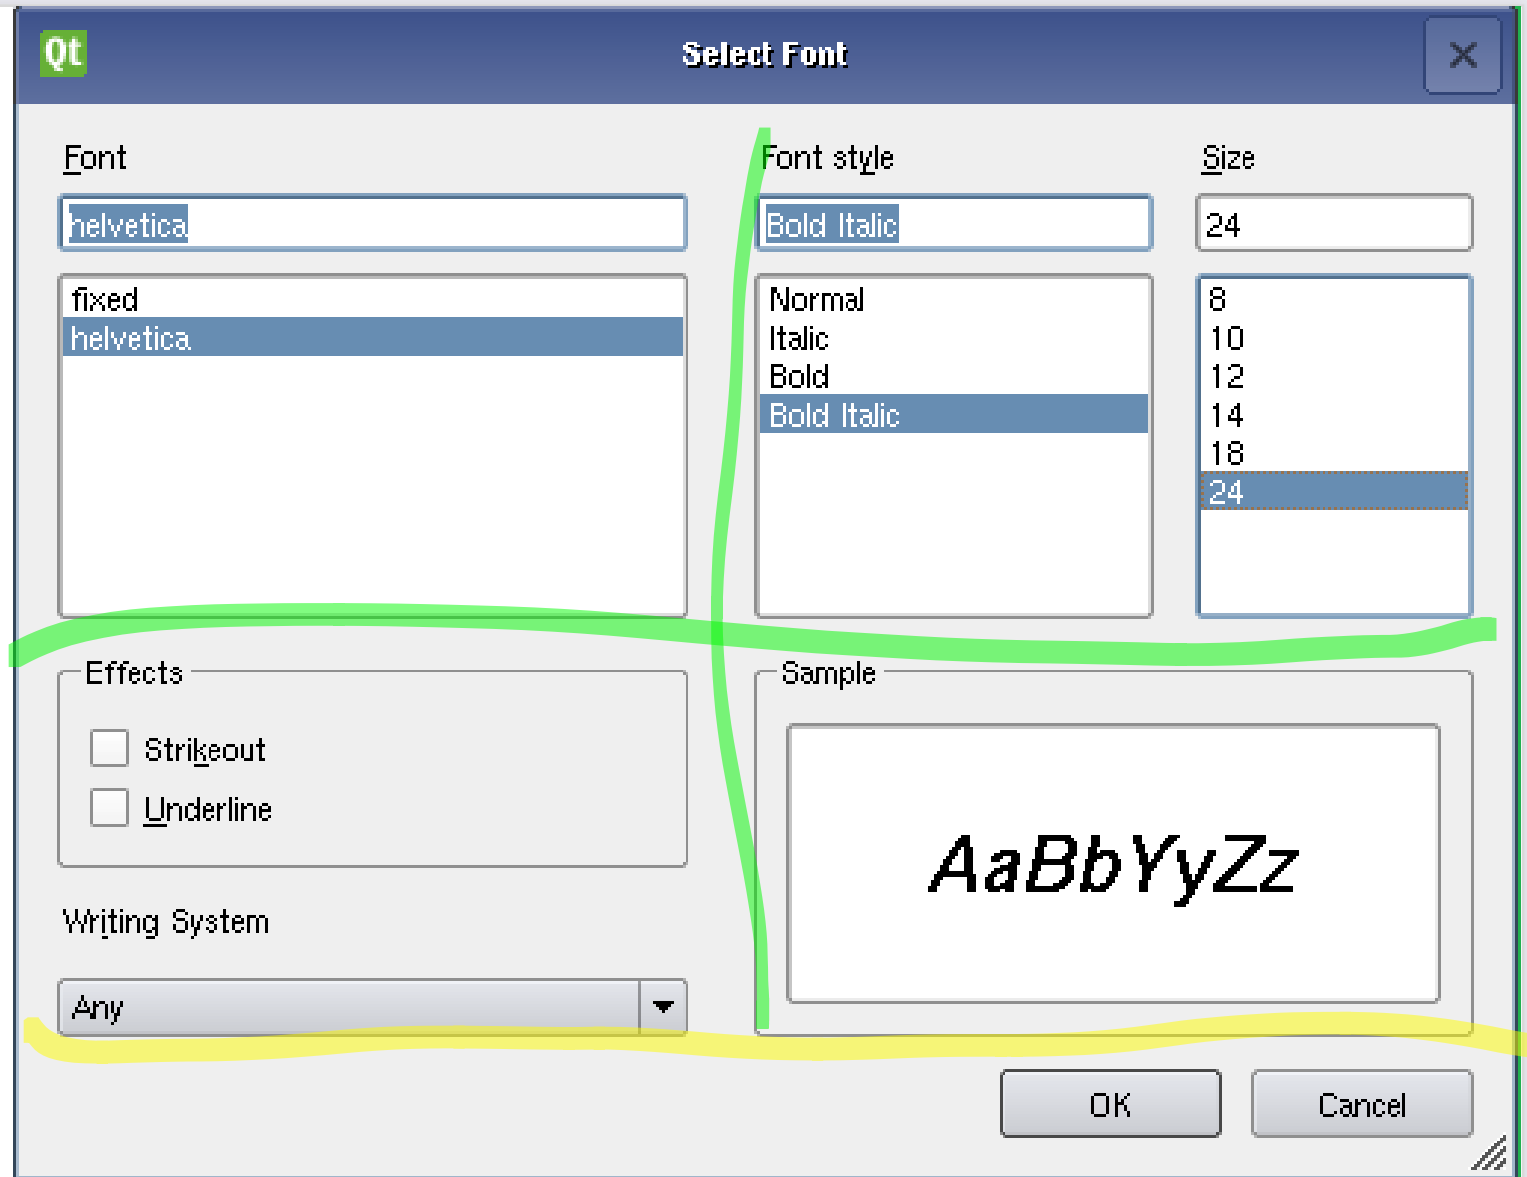 Qt Select Font
Font Font style Size
helvetica Bold Italic 24
fixed Normal 8
helvetica Italic 10
Bold 12
Bold Italic 14
18
24
Effects Sample
Strikeout
Underline
AaBbYyZz
Writing System
Any
OK Cancel